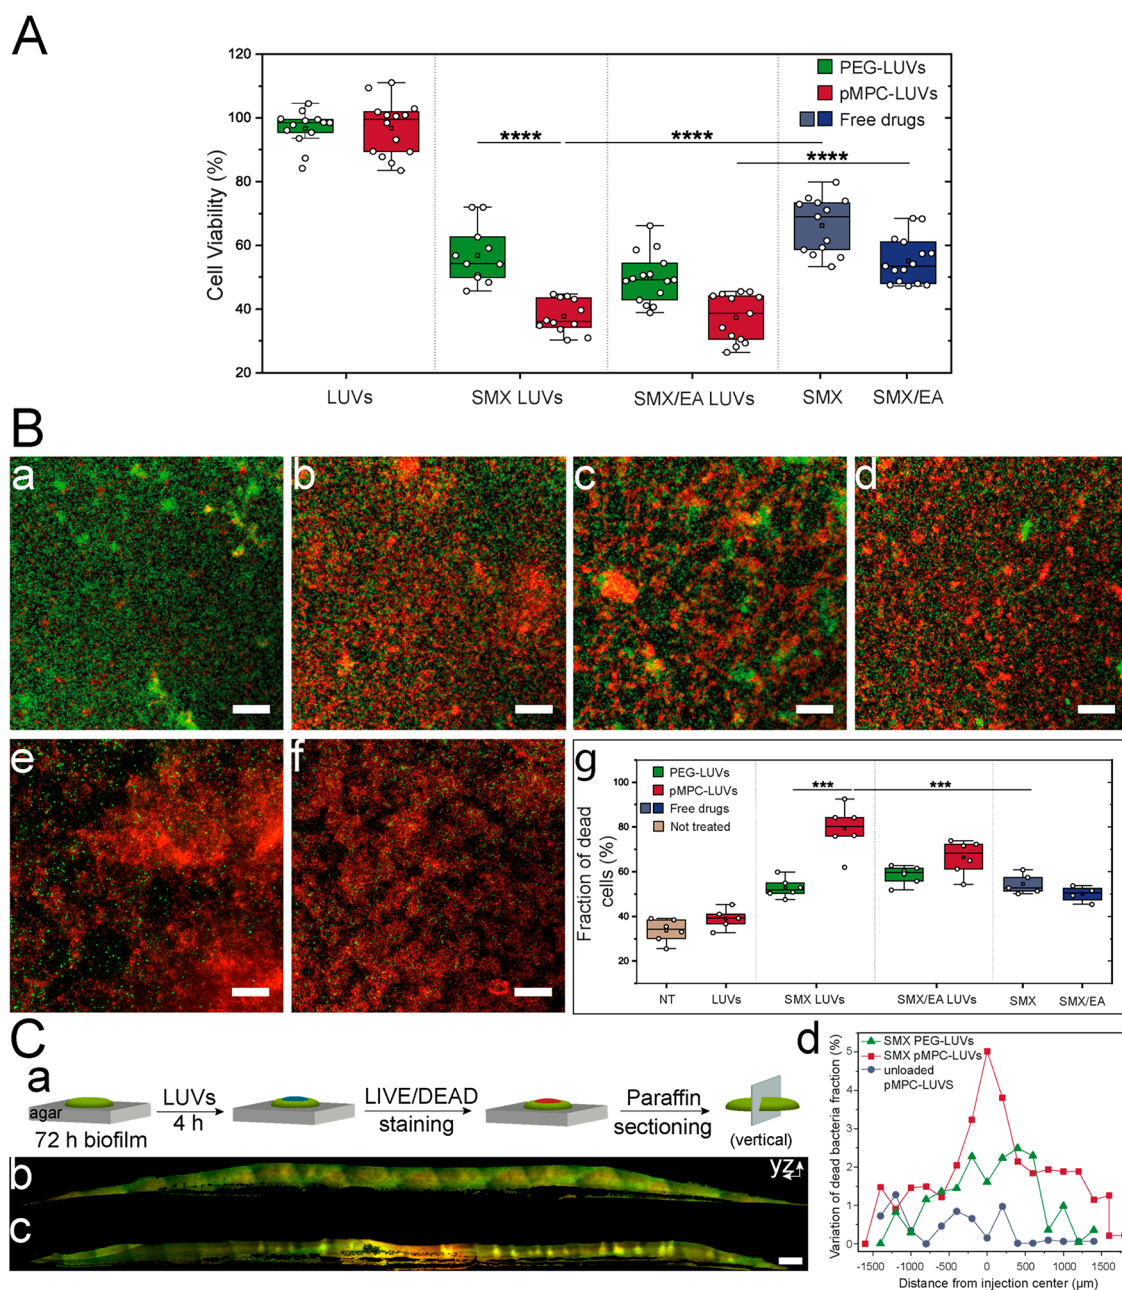 A
120
100
80
60
40
20
Cell Viability (%)
PEG-LUVs
pMPC-LUVs
Free drugs
****
****
****
LUVs
SMX LUVs
SMX/EA LUVs
SMX
SMX/EA
B
a
b
c
d
e
f
g
100
80
60
40
20
Fraction of dead
cells (%)
PEG-LUVs
pMPC-LUVs
Free drugs
Not treated
***
***
NT
LUVs
SMX LUVs
SMX/EA LUVs
SMX
SMX/EA
C
a
agar
72 h biofilm
LUVs
4 h
LIVE/DEAD
staining
Paraffin
sectioning
(vertical)
b
yz
c
d
SMX PEG-LUVs
SMX pMPC-LUVs
unloaded
pMPC-LUVS
Variation of dead bacteria fraction (%)
5
4
3
2
1
0
-1500
-1000
-500
0
500
1000
1500
Distance from injection center (μm)